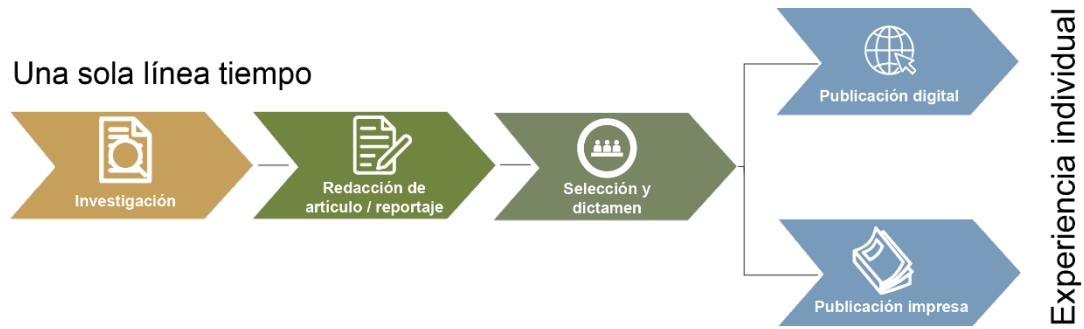 Una sola línea tiempo
Investigación
Redacción de
artículo / reportaje
Selección y
dictamen
Publicación digital
Publicación impresa
Experiencia individual